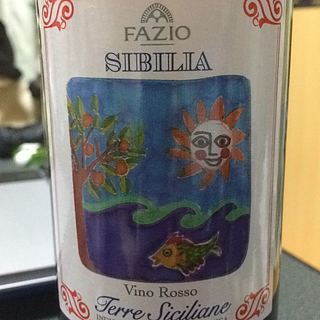 FAZIO
SIBILIA
Vino Rosso
Terre Siciliane